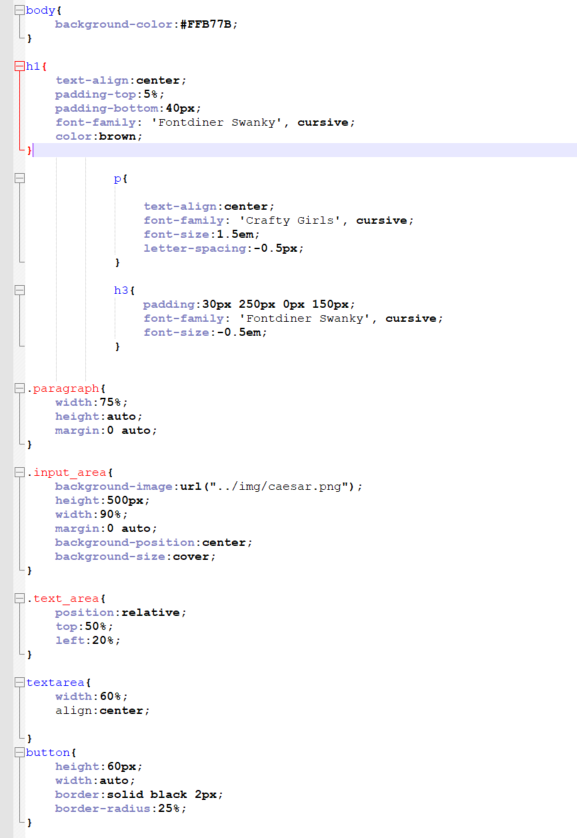 body{
background-color:#FFB77B;
}
h1{
text-align:center;
padding-top:5%;
padding-bottom:40px;
font-family: 'Fontdiner Swanky', cursive;
color:brown;
}
p{
text-align:center;
font-family: 'Crafty Girls', cursive;
font-size:1.5em;
letter-spacing:-0.5px;
}
h3{
padding:30px 250px 0px 150px;
font-family: 'Fontdiner Swanky', cursive;
font-size:-0.5em;
}
.paragraph{
width:75%;
height:auto;
margin:0 auto;
}
.input_area{
background-image:url("../img/caesar.png");
height:500px;
width:90%;
margin:0 auto;
background-position:center;
background-size:cover;
}
.text_area{
position:relative;
top:50%;
left:20%;
}
textarea{
width:60%;
align:center;
}
button{
height:60px;
width:auto;
border:solid black 2px;
border-radius:25%;
}